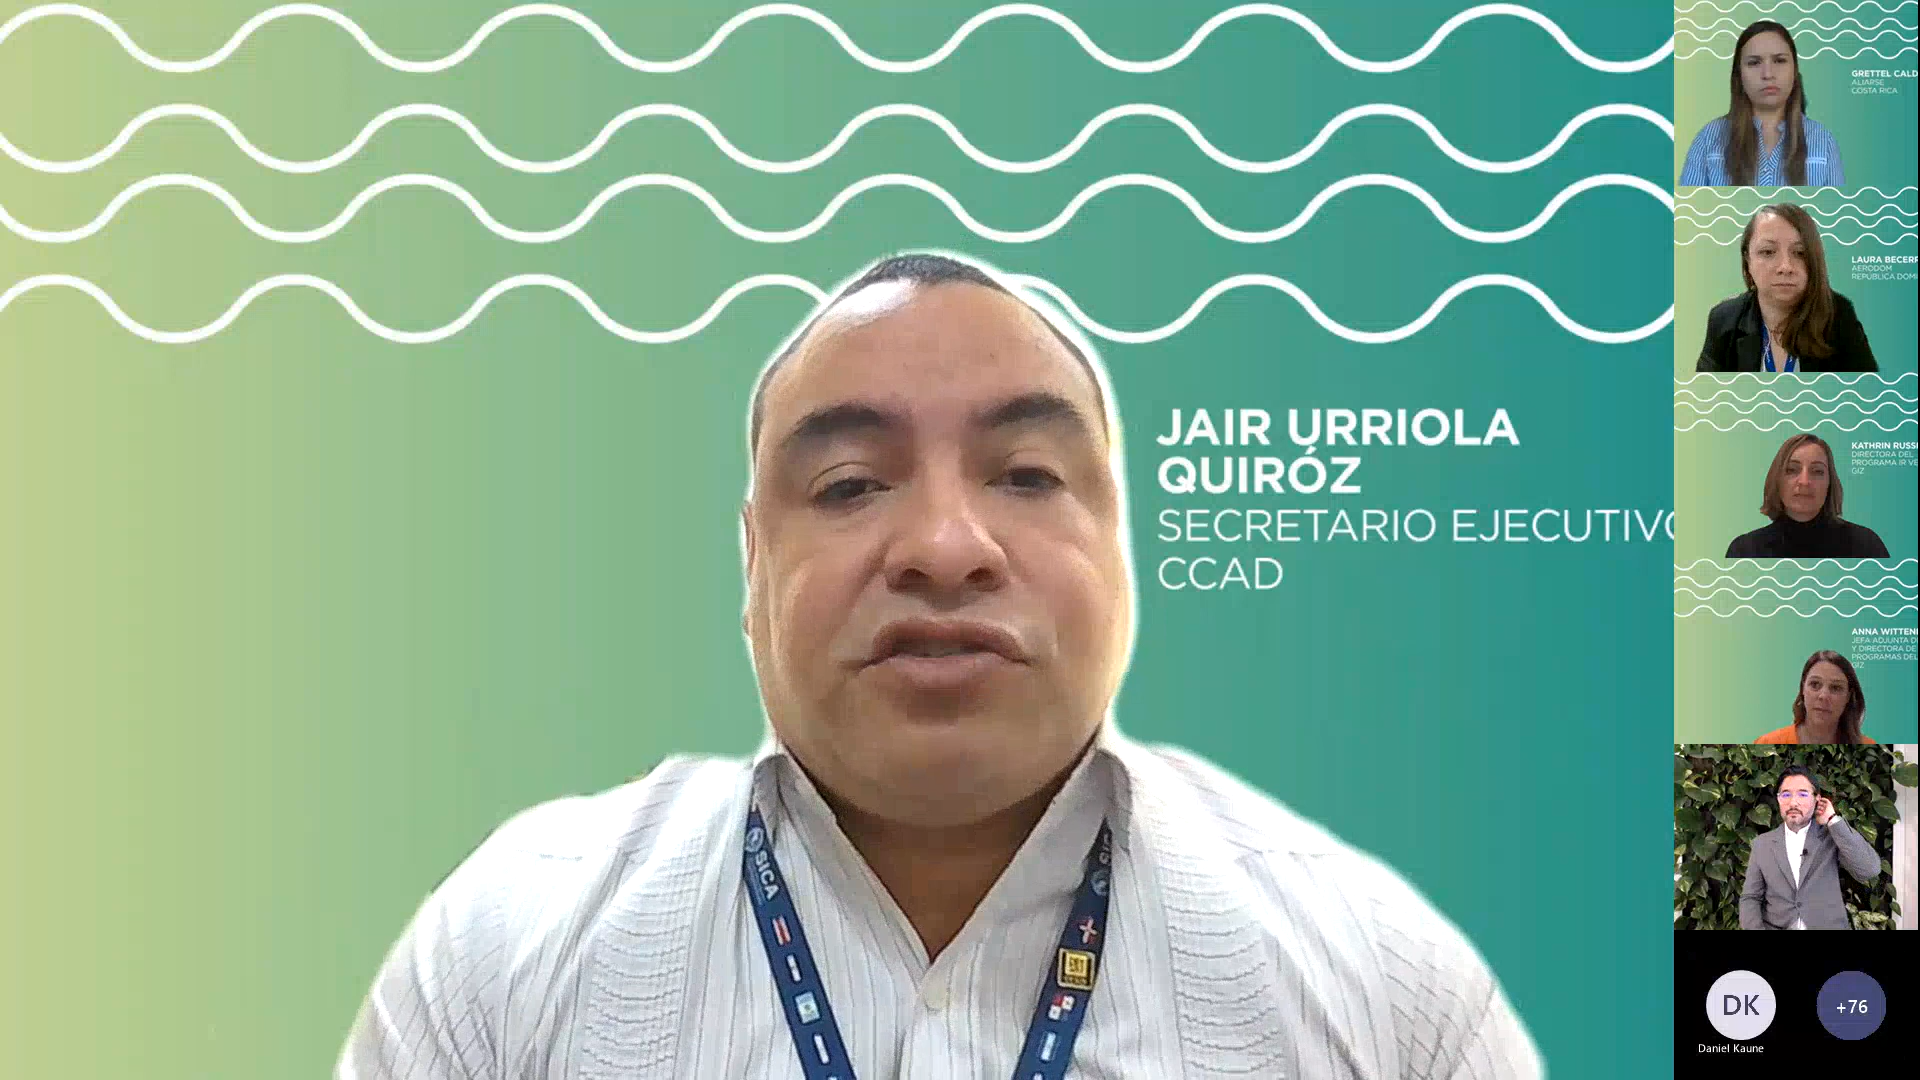 JAIR URRIOLA
QUIRÓZ
SECRETARIO EJECUTIVO
CCAD
SICA
GRETTEL CALD
ALIARSE
COSTA RICA
LAURA BECERR
AERODOM
REPÚBLICA DOMI
KATHRIN RUSS
DIRECTORA DEL
PROGRAMA IR VE
GIZ
ANNA WITTEN
JEFA ADJUNTA D
Y DIRECTORA DE
PROGRAMAS DEL
GIZ
DK
+76
Daniel Kaune